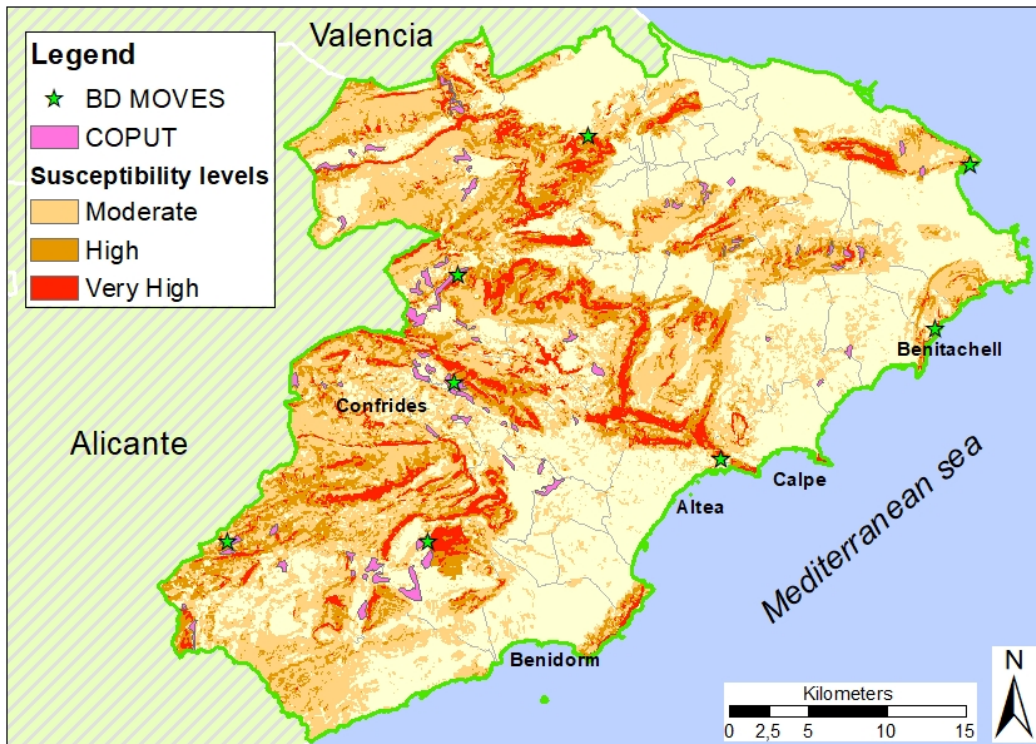 Valencia
Legend
BD MOVES
COPUT
Susceptibility levels
Moderate
High
Very High
Benitachell
Confrides
Alicante
Calpe
Altea
Mediterranean sea
Benidorm
N
Kilometers
0 2,5 5 10 15